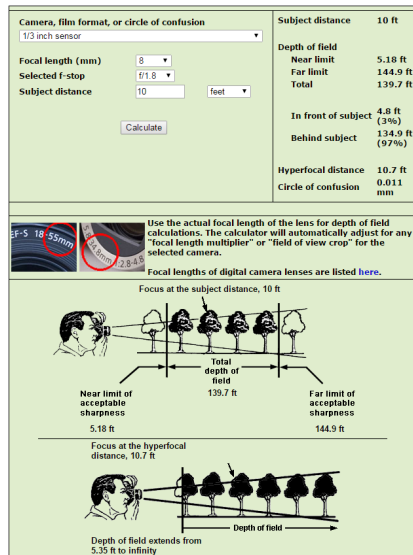 Camera, film format, or circle of confusion
1/3 inch sensor
Focal length (mm)
8
Selected f-stop
f/1.8
Subject distance
10
feet
Calculate
Subject distance 10 ft
Depth of field
Near limit 5.18 ft
Far limit 144.9 ft
Total 139.7 ft
In front of subject 4.8 ft (3%)
Behind subject 134.9 ft (97%)
Hyperfocal distance 10.7 ft
Circle of confusion 0.011 mm
EF-S 18-55mm
5.8-34.8mm 1:2.8-4.8
Use the actual focal length of the lens for depth of field
calculations. The calculator will automatically adjust for any
"focal length multiplier" or "field of view crop" for the
selected camera.
Focal lengths of digital camera lenses are listed here.
Focus at the subject distance, 10 ft
Total
depth of
field
139.7 ft
Near limit of
acceptable
sharpness
5.18 ft
Far limit of
acceptable
sharpness
144.9 ft
Focus at the hyperfocal
distance, 10.7 ft
Depth of field
Depth of field extends from
5.35 ft to infinity